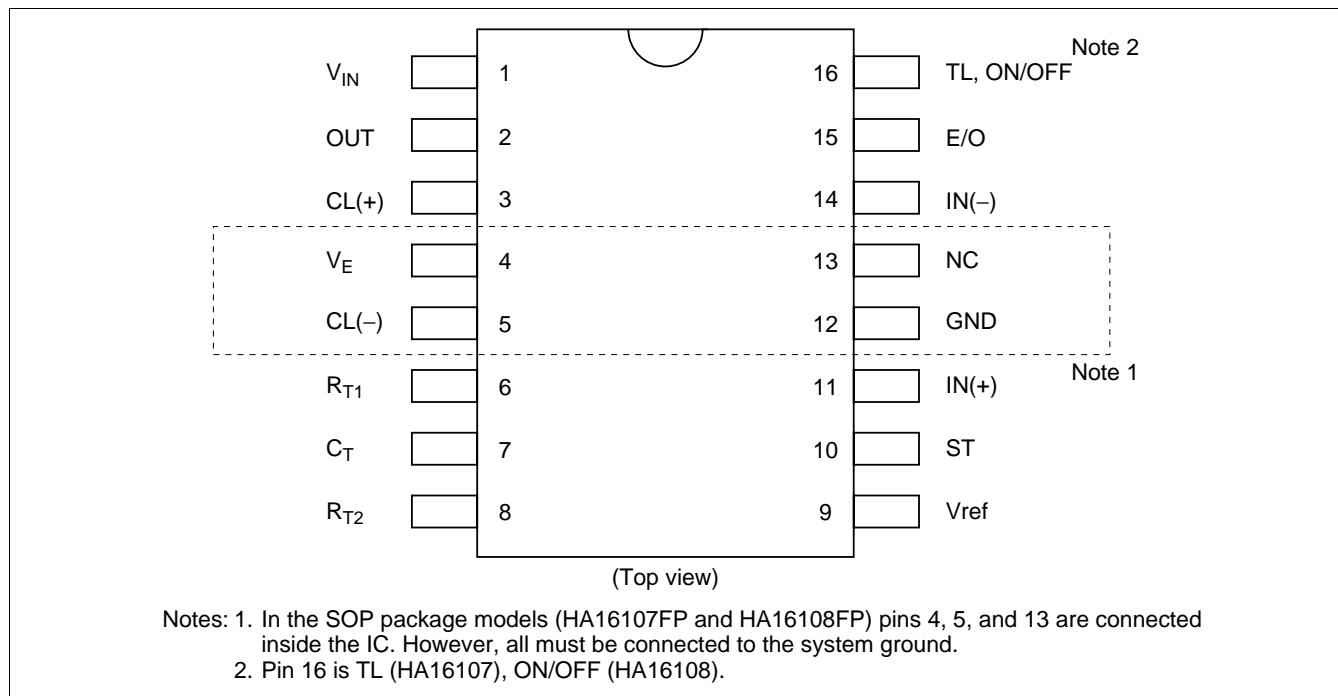 V_IN 1 16 TL, ON/OFF Note 2
OUT 2 15 E/O
CL(+) 3 14 IN(−)
V_E 4 13 NC
CL(−) 5 12 GND
Note 1
R_T1 6 11 IN(+)
C_T 7 10 ST
R_T2 8 9 Vref
(Top view)
Notes: 1. In the SOP package models (HA16107FP and HA16108FP) pins 4, 5, and 13 are connected
inside the IC. However, all must be connected to the system ground.
2. Pin 16 is TL (HA16107), ON/OFF (HA16108).